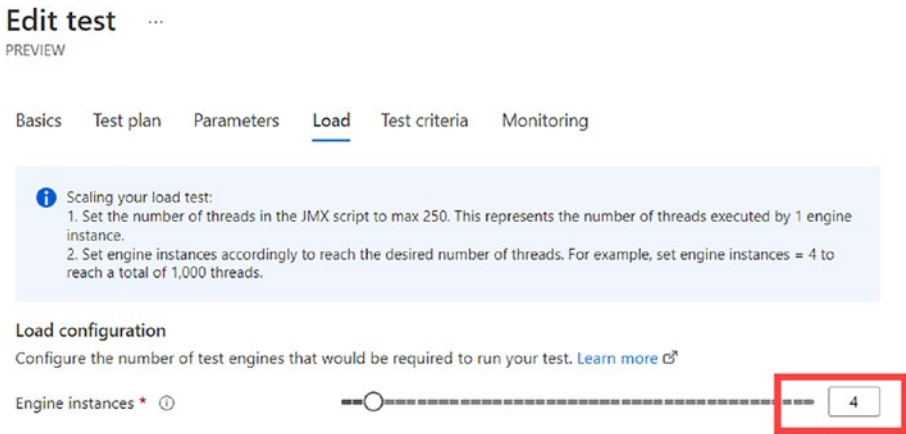 Edit test ...
PREVIEW
Basics Test plan Parameters Load Test criteria Monitoring
Scaling your load test:
1. Set the number of threads in the JMX script to max 250. This represents the number of threads executed by 1 engine
instance.
2. Set engine instances accordingly to reach the desired number of threads. For example, set engine instances = 4 to
reach a total of 1,000 threads.
Load configuration
Configure the number of test engines that would be required to run your test. Learn more
Engine instances * 4